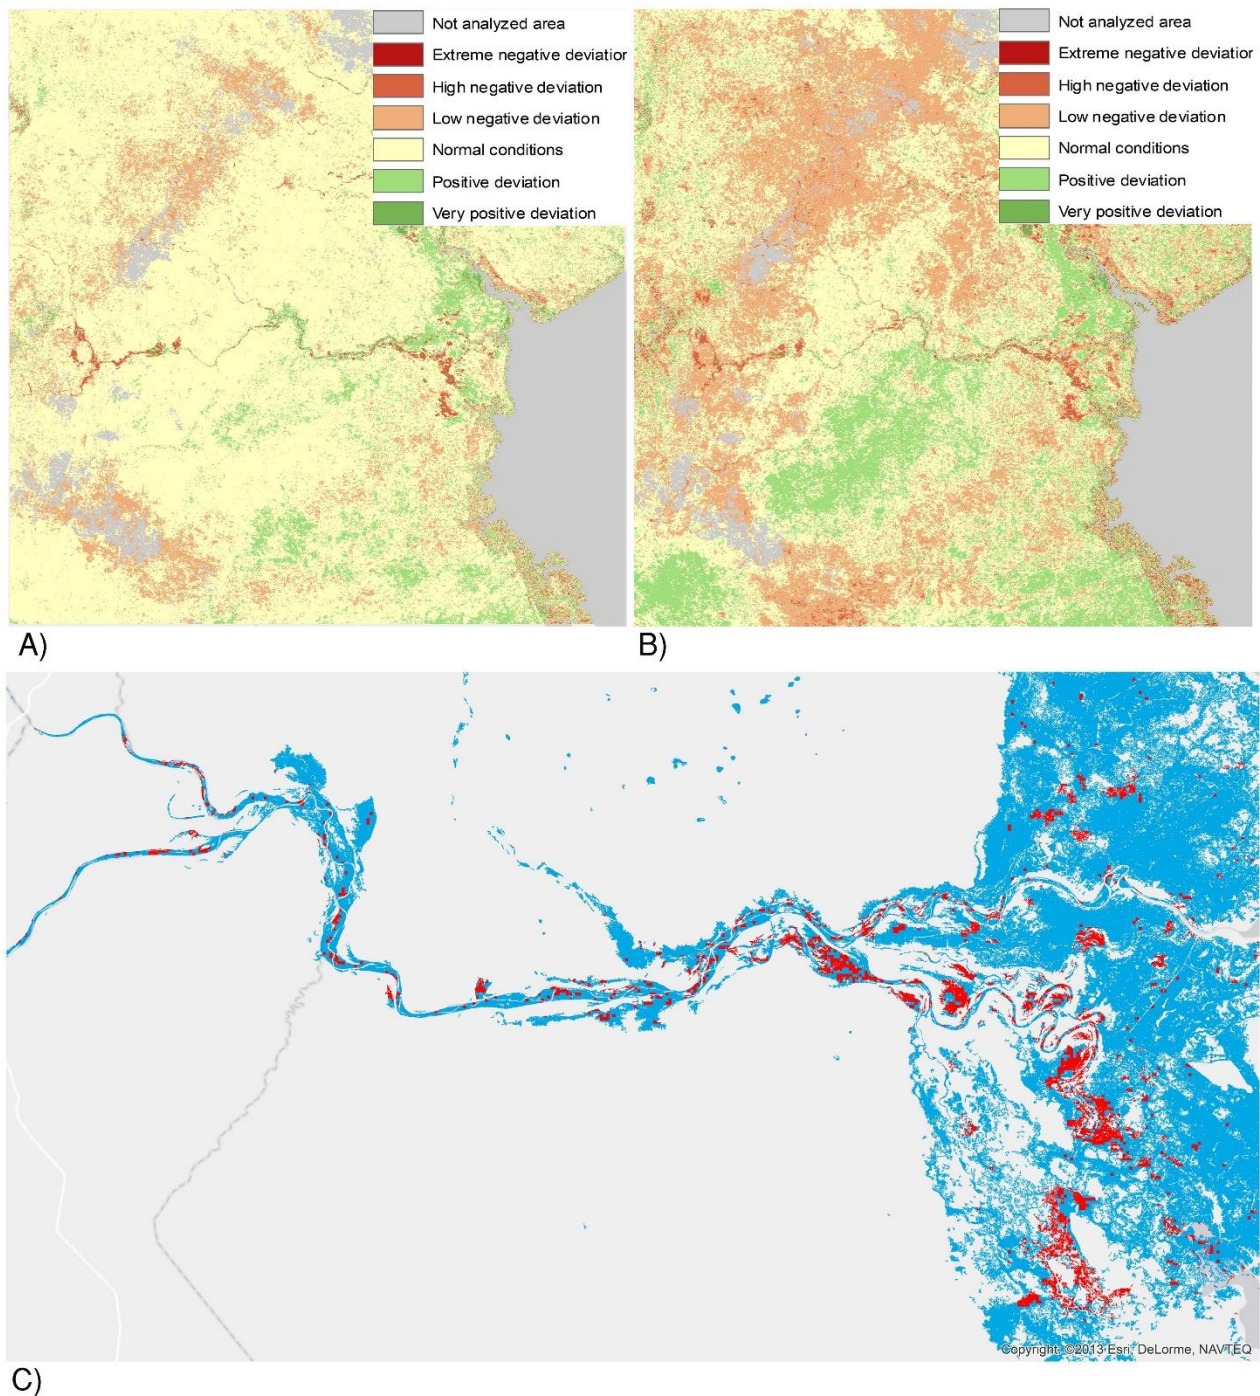 Not analyzed area
Extreme negative deviatior
High negative deviation
Low negative deviation
Normal conditions
Positive deviation
Very positive deviation
Not analyzed area
Extreme negative deviatior
High negative deviation
Low negative deviation
Normal conditions
Positive deviation
Very positive deviation
A)
B)
Copyright: ©2013 Esri, DeLorme, NAVTEQ
C)